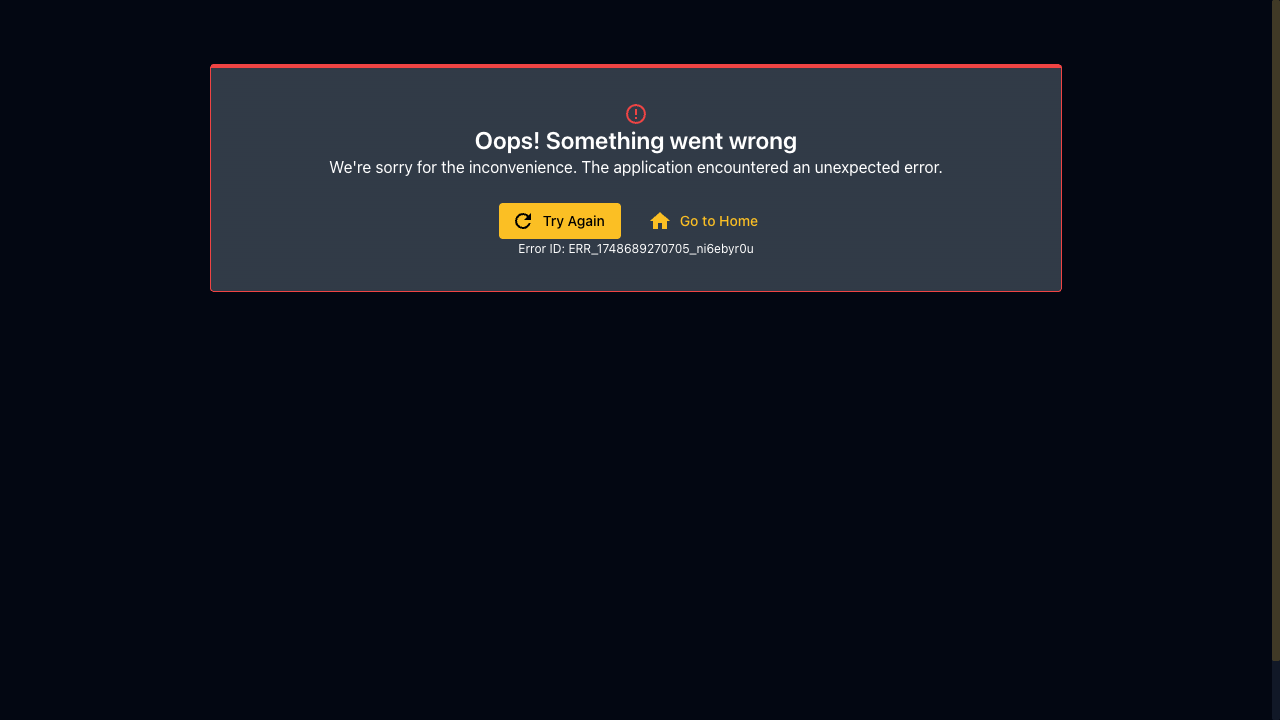 Oops! Something went wrong
We're sorry for the inconvenience. The application encountered an unexpected error.
Try Again
Go to Home
Error ID: ERR_1748689270705_ni6ebyr0u